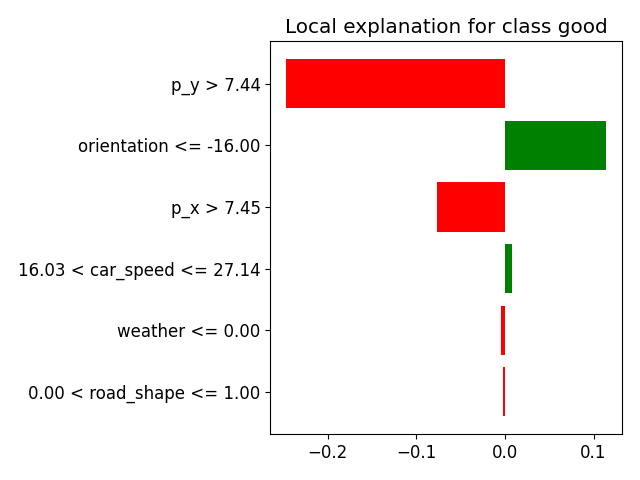 Local explanation for class good
p_y > 7.44
orientation <= -16.00
p_x > 7.45
16.03 < car_speed <= 27.14
weather <= 0.00
0.00 < road_shape <= 1.00
−0.2 −0.1 0.0 0.1